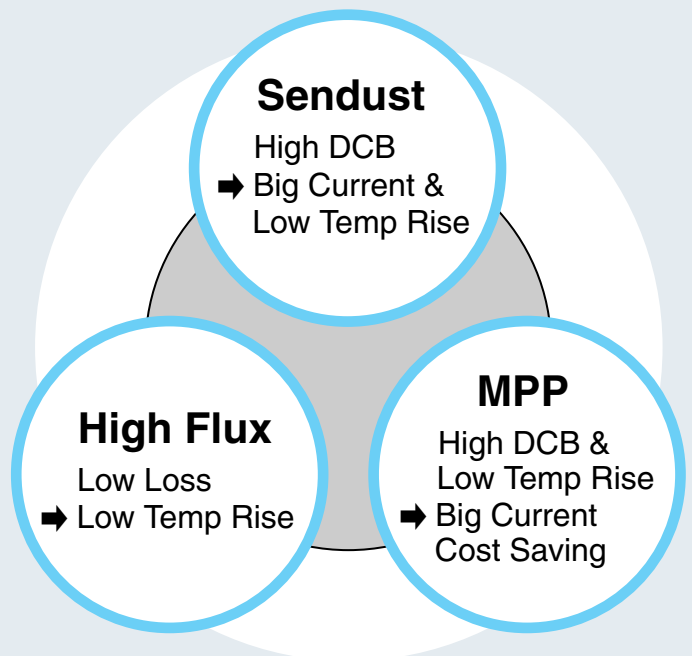 Sendust
High DCB
➡ Big Current &
Low Temp Rise
High Flux
Low Loss
➡ Low Temp Rise
MPP
High DCB &
Low Temp Rise
➡ Big Current
Cost Saving